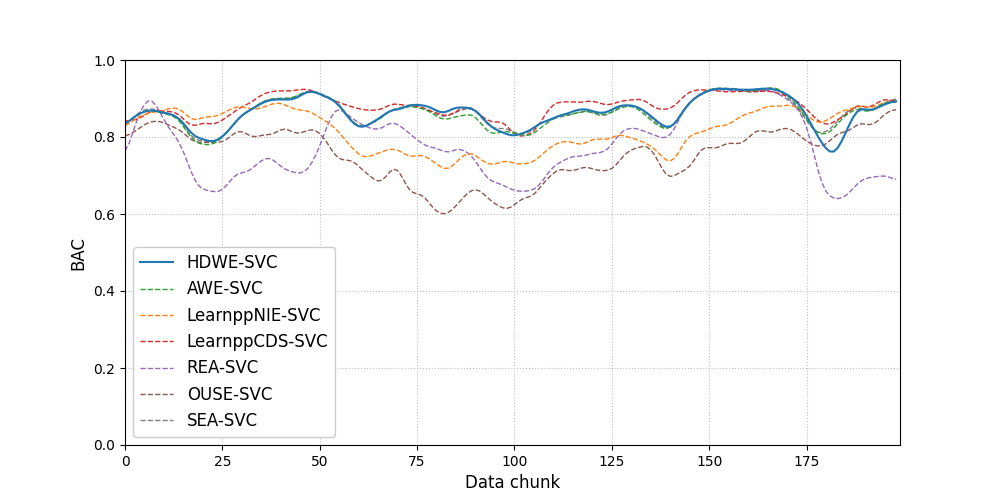 1.0
0.8
0.6
0.4
0.2
0.0
BAC
HDWE-SVC
AWE-SVC
LearnppNIE-SVC
LearnppCDS-SVC
REA-SVC
OUSE-SVC
SEA-SVC
0 25 50 75 100 125 150 175
Data chunk